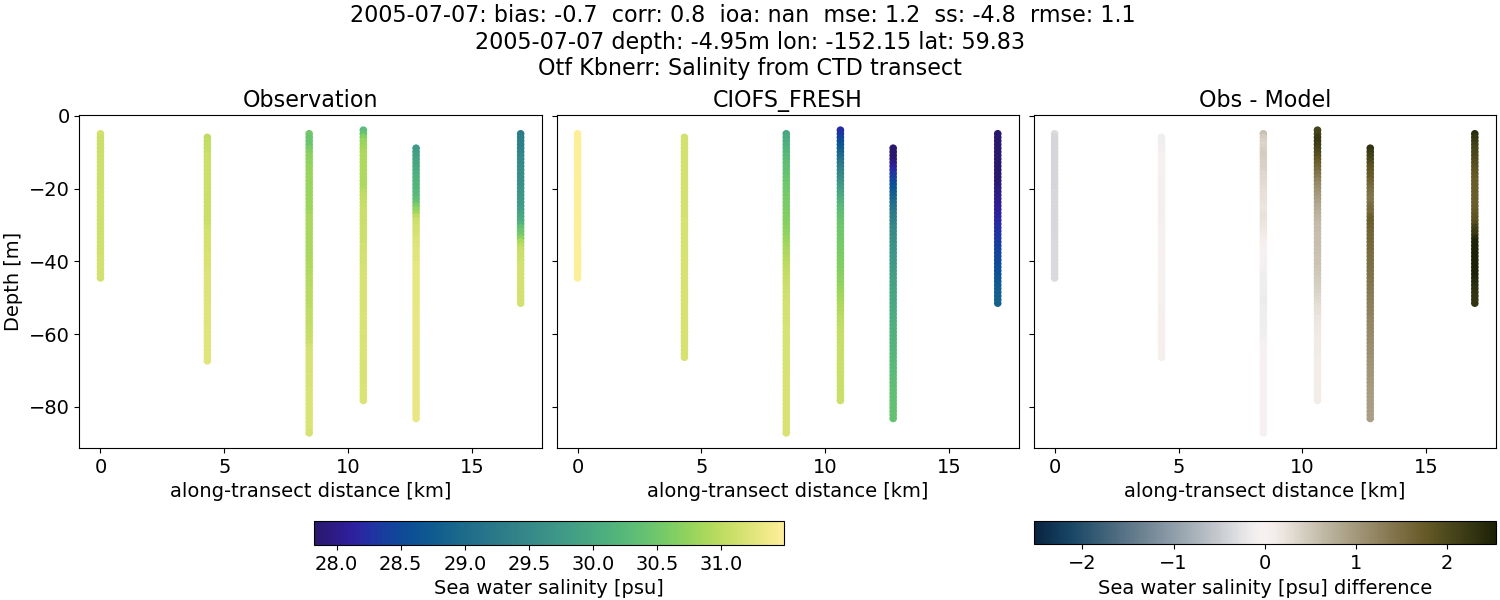 2005-07-07: bias: -0.7  corr: 0.8  ioa: nan  mse: 1.2  ss: -4.8  rmse: 1.1
2005-07-07 depth: -4.95m lon: -152.15 lat: 59.83
Otf Kbnerr: Salinity from CTD transect
Observation
CIOFS_FRESH
Obs - Model
0
−20
−40
−60
−80
Depth [m]
0 5 10 15
0 5 10 15
0 5 10 15
along-transect distance [km]
along-transect distance [km]
along-transect distance [km]
28.0 28.5 29.0 29.5 30.0 30.5 31.0
Sea water salinity [psu]
−2 −1 0 1 2
Sea water salinity [psu] difference